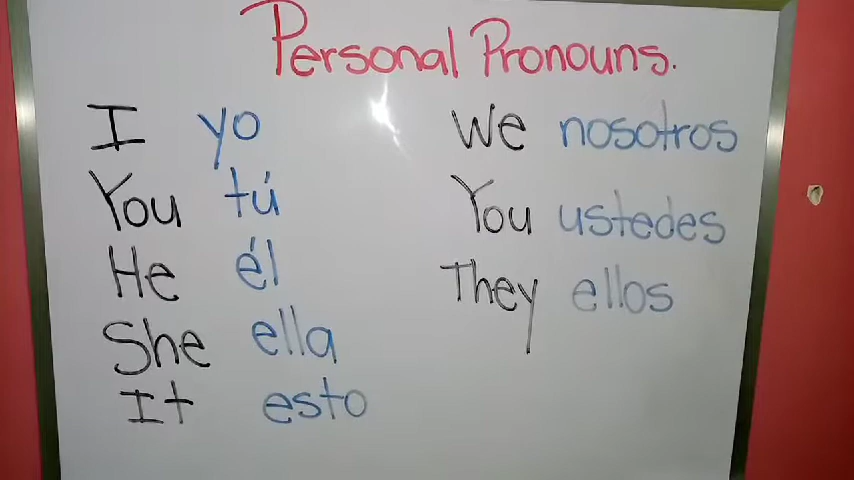 Personal Pronouns.
I yo
You tú
He él
She ella
It esto
We nosotros
You ustedes
They ellos